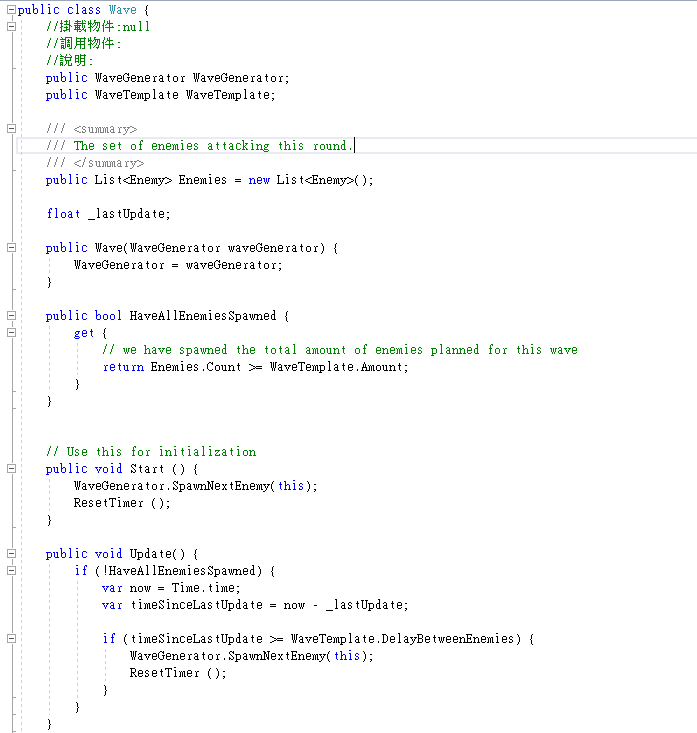 public class Wave {
//掛載物件:null
//調用物件:
//說明:
public WaveGenerator WaveGenerator;
public WaveTemplate WaveTemplate;
/// <summary>
/// The set of enemies attacking this round.
/// </summary>
public List<Enemy> Enemies = new List<Enemy>();
float _lastUpdate;
public Wave(WaveGenerator waveGenerator) {
WaveGenerator = waveGenerator;
}
public bool HaveAllEnemiesSpawned {
get {
// we have spawned the total amount of enemies planned for this wave
return Enemies.Count >= WaveTemplate.Amount;
}
}
// Use this for initialization
public void Start () {
WaveGenerator.SpawnNextEnemy(this);
ResetTimer ();
}
public void Update() {
if (!HaveAllEnemiesSpawned) {
var now = Time.time;
var timeSinceLastUpdate = now - _lastUpdate;
if (timeSinceLastUpdate >= WaveTemplate.DelayBetweenEnemies) {
WaveGenerator.SpawnNextEnemy(this);
ResetTimer ();
}
}
}